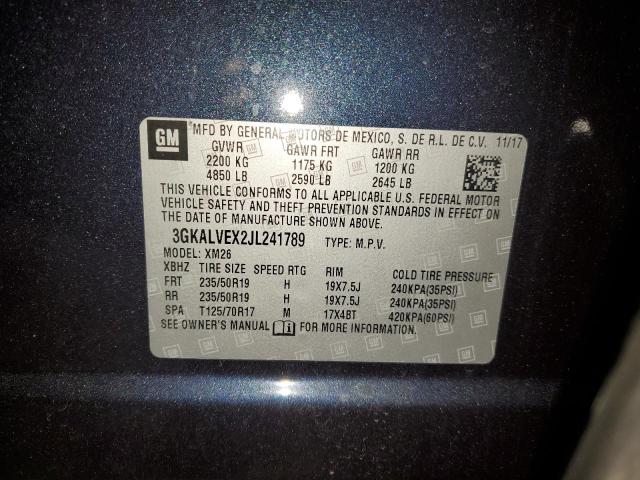 GM
MFD BY GENERAL MOTORS DE MEXICO, S. DE R.L. DE C.V. 11/17
GVWR GAWR FRT GAWR RR
2200 KG 1175 KG 1200 KG
4850 LB 2590 LB 2645 LB
THIS VEHICLE CONFORMS TO ALL APPLICABLE U.S. FEDERAL MOTOR
VEHICLE SAFETY AND THEFT PREVENTION STANDARDS IN EFFECT ON
THE DATE OF MANUFACTURE SHOWN ABOVE.
3GKALVEX2JL241789 TYPE: M.P.V.
MODEL: XM26
XBHZ TIRE SIZE SPEED RTG RIM COLD TIRE PRESSURE
FRT 235/50R19 H 19X7.5J 240KPA(35PSI)
RR 235/50R19 H 19X7.5J 240KPA(35PSI)
SPA T125/70R17 M 17X4BT 420KPA(60PSI)
SEE OWNER'S MANUAL FOR MORE INFORMATION.